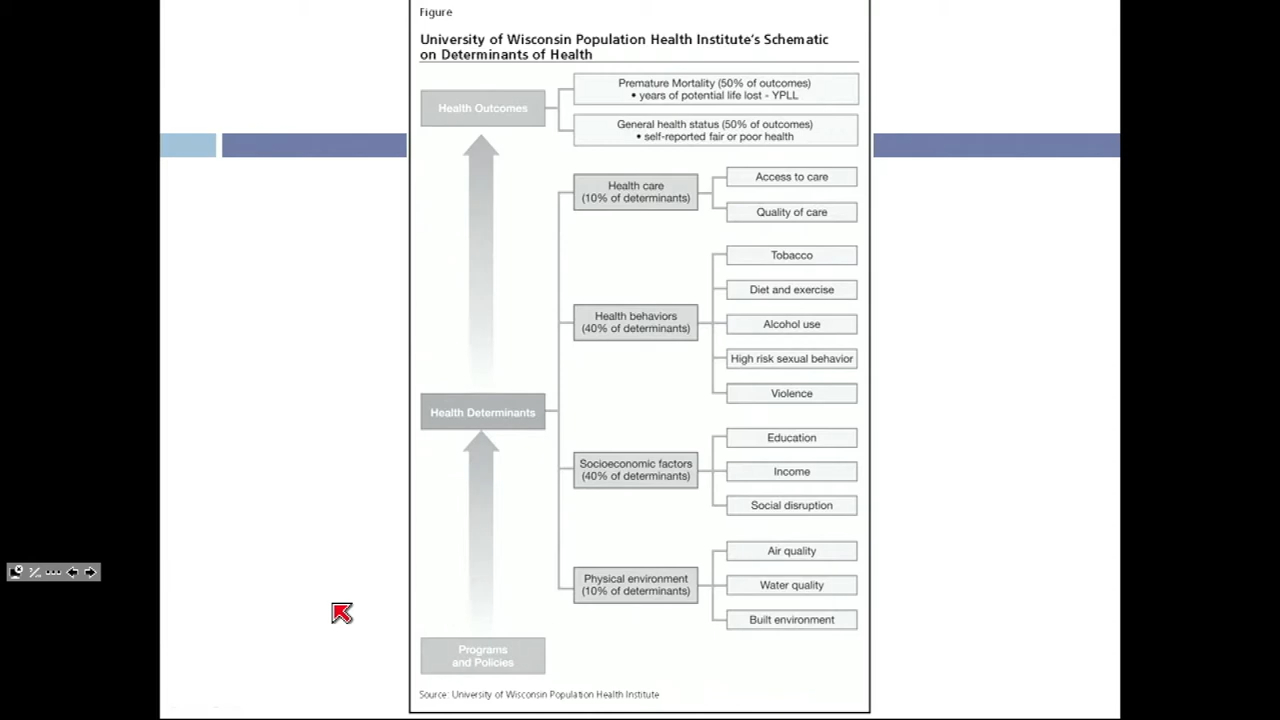 Figure
University of Wisconsin Population Health Institute's Schematic
on Determinants of Health
Health Outcomes
Premature Mortality (50% of outcomes)
• years of potential life lost - YPLL
General health status (50% of outcomes)
• self-reported fair or poor health
Health care
(10% of determinants)
Access to care
Quality of care
Health behaviors
(40% of determinants)
Tobacco
Diet and exercise
Alcohol use
High risk sexual behavior
Violence
Health Determinants
Socioeconomic factors
(40% of determinants)
Education
Income
Social disruption
Physical environment
(10% of determinants)
Air quality
Water quality
Built environment
Programs
and Policies
Source: University of Wisconsin Population Health Institute